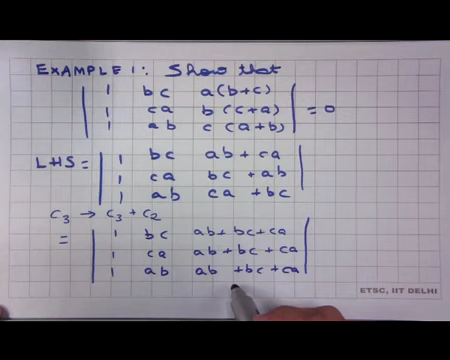 EXAMPLE 1: Show that
| 1 bc a(b+c) |
| 1 ca b(c+a) | = 0
| 1 ab c(a+b) |
LHS = | 1 bc ab + ca |
| 1 ca bc + ab |
| 1 ab ca + bc |
C3 → C3 + C2
= | 1 bc ab + bc + ca |
| 1 ca ab + bc + ca |
| 1 ab ab + bc + ca |
ETSC, IIT DELHI